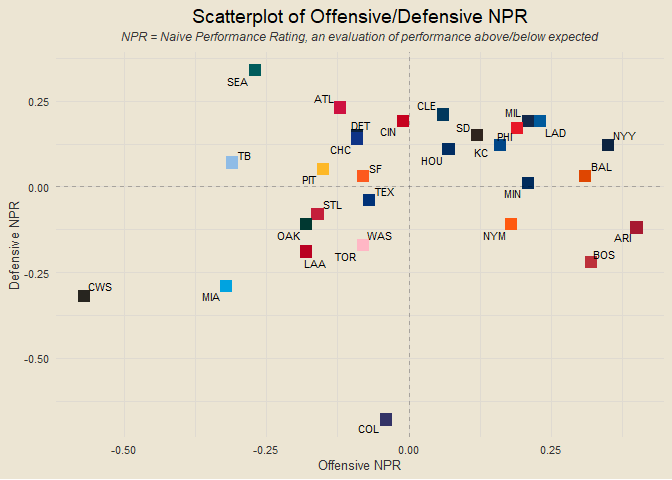 Scatterplot of Offensive/Defensive NPR
NPR = Naive Performance Rating, an evaluation of performance above/below expected
SEA
ATL
CLE
MIL
0.25
DET
CIN
SD
PHI
LAD
NYY
CHC
HOU
KC
TB
PIT
SF
BAL
0.00
TEX
MIN
STL
OAK
WAS
NYM
ARI
LAA
TOR
BOS
-0.25
CWS
MIA
-0.50
COL
Defensive NPR
-0.50
-0.25
0.00
0.25
Offensive NPR